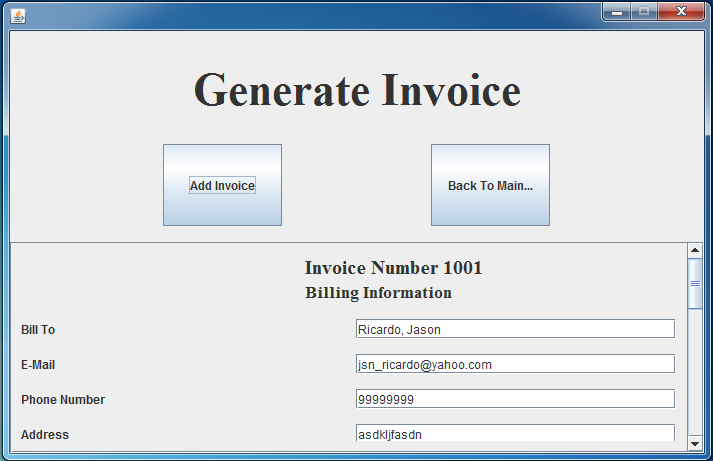 Generate Invoice
Add Invoice
Back To Main...
Invoice Number 1001
Billing Information
Bill To
Ricardo, Jason
E-Mail
jsn_ricardo@yahoo.com
Phone Number
99999999
Address
asdkljfasdn